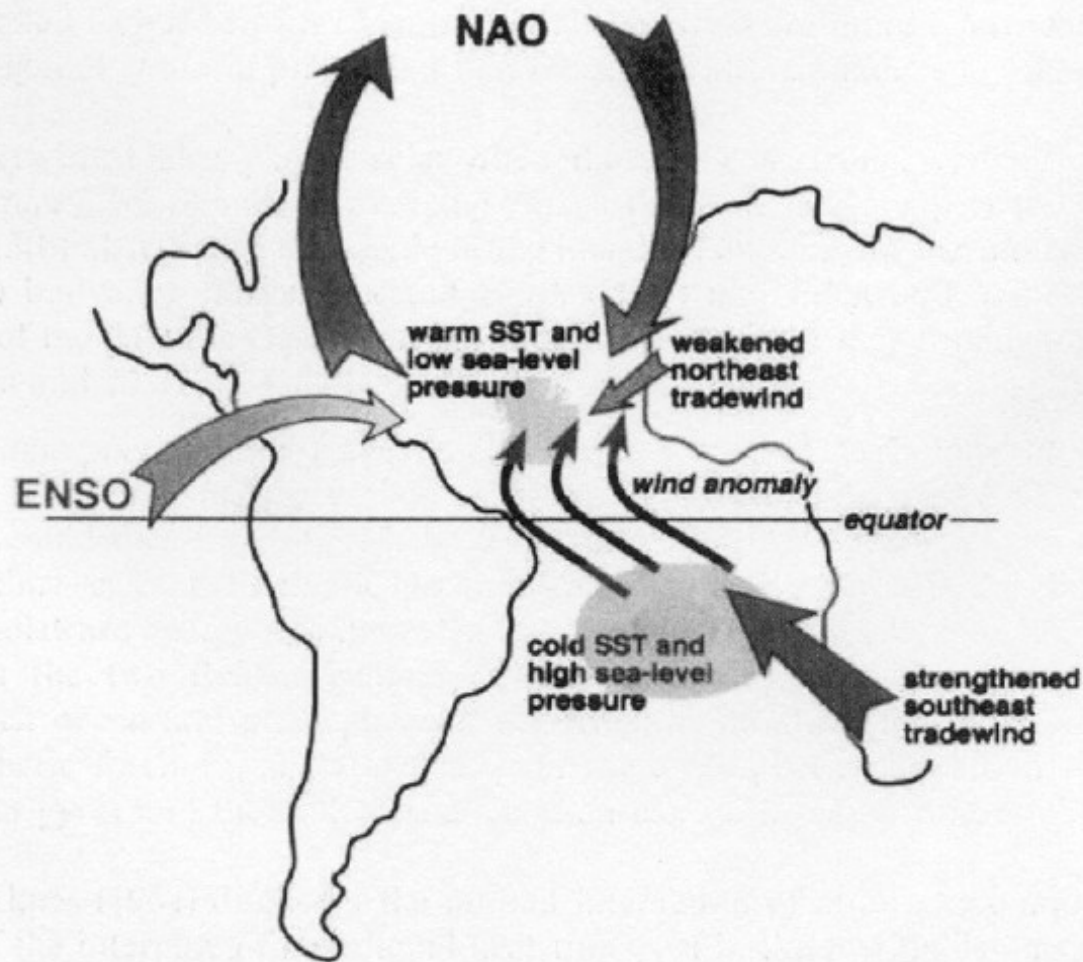 NAO
warm SST and
low sea-level
pressure
weakened
northeast
tradewind
wind anomaly
ENSO
equator
cold SST and
high sea-level
pressure
strengthened
southeast
tradewind